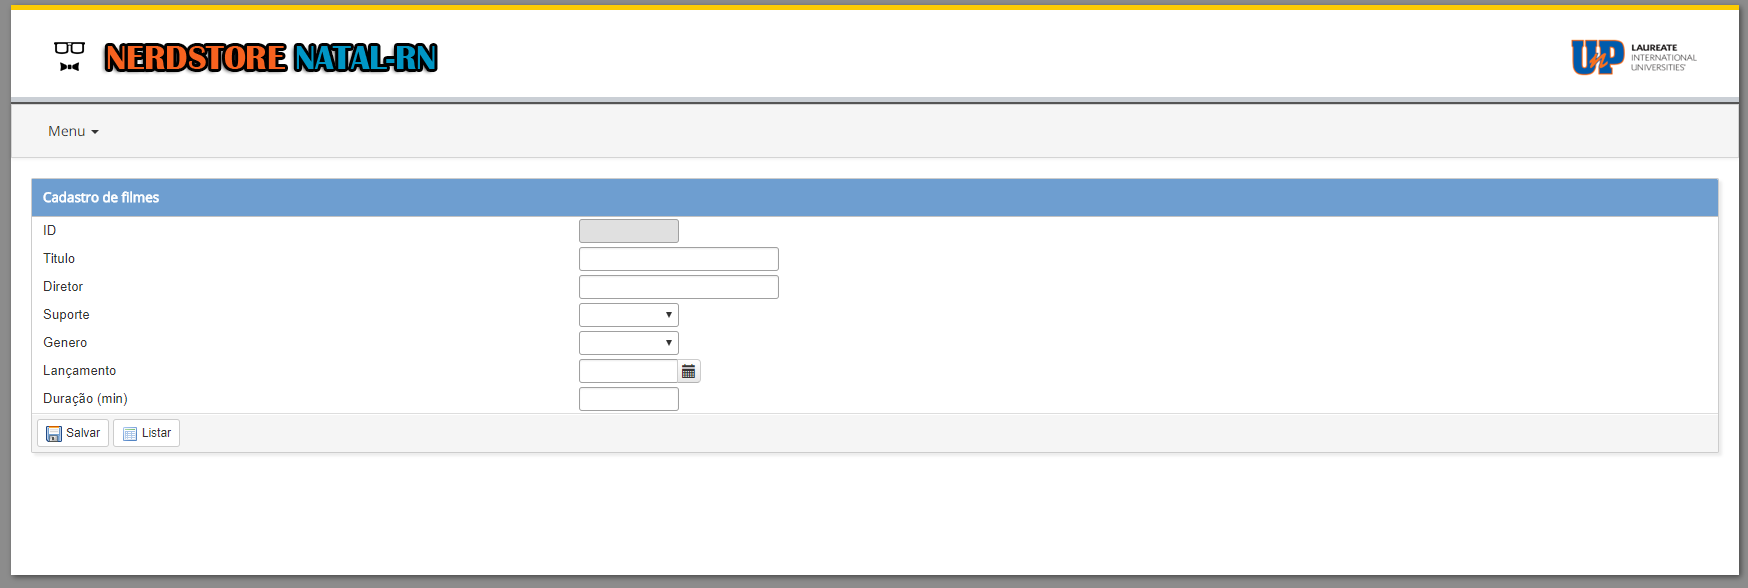 NERDSTORE NATAL-RN
UnP LAUREATE
INTERNATIONAL
UNIVERSITIES®
Menu
Cadastro de filmes
ID
Titulo
Diretor
Suporte
Genero
Lançamento
Duração (min)
Salvar Listar